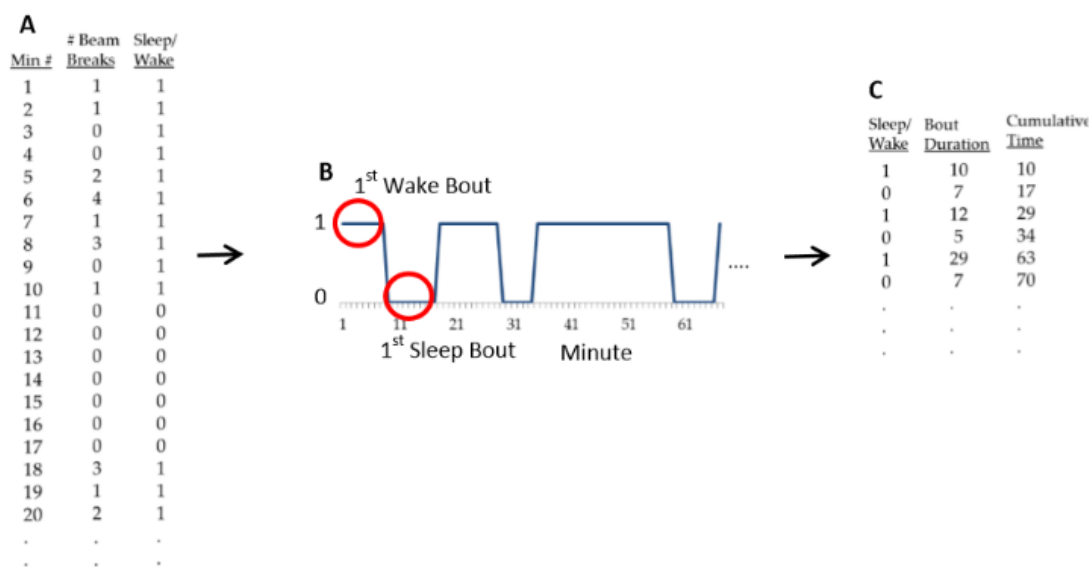 A
# Beam Sleep/
Min # Breaks Wake
1 1 1
2 1 1
3 0 1
4 0 1
5 2 1
6 4 1
7 1 1
8 3 1
9 0 1
10 1 1
11 0 0
12 0 0
13 0 0
14 0 0
15 0 0
16 0 0
17 0 0
18 3 1
19 1 1
20 2 1
. . .
. . .
B
1st Wake Bout
1
0
....
1 11 21 31 41 51 61
1st Sleep Bout Minute
C
Sleep/ Bout Cumulative
Wake Duration Time
1 10 10
0 7 17
1 12 29
0 5 34
1 29 63
0 7 70
. . .
. . .
. . .